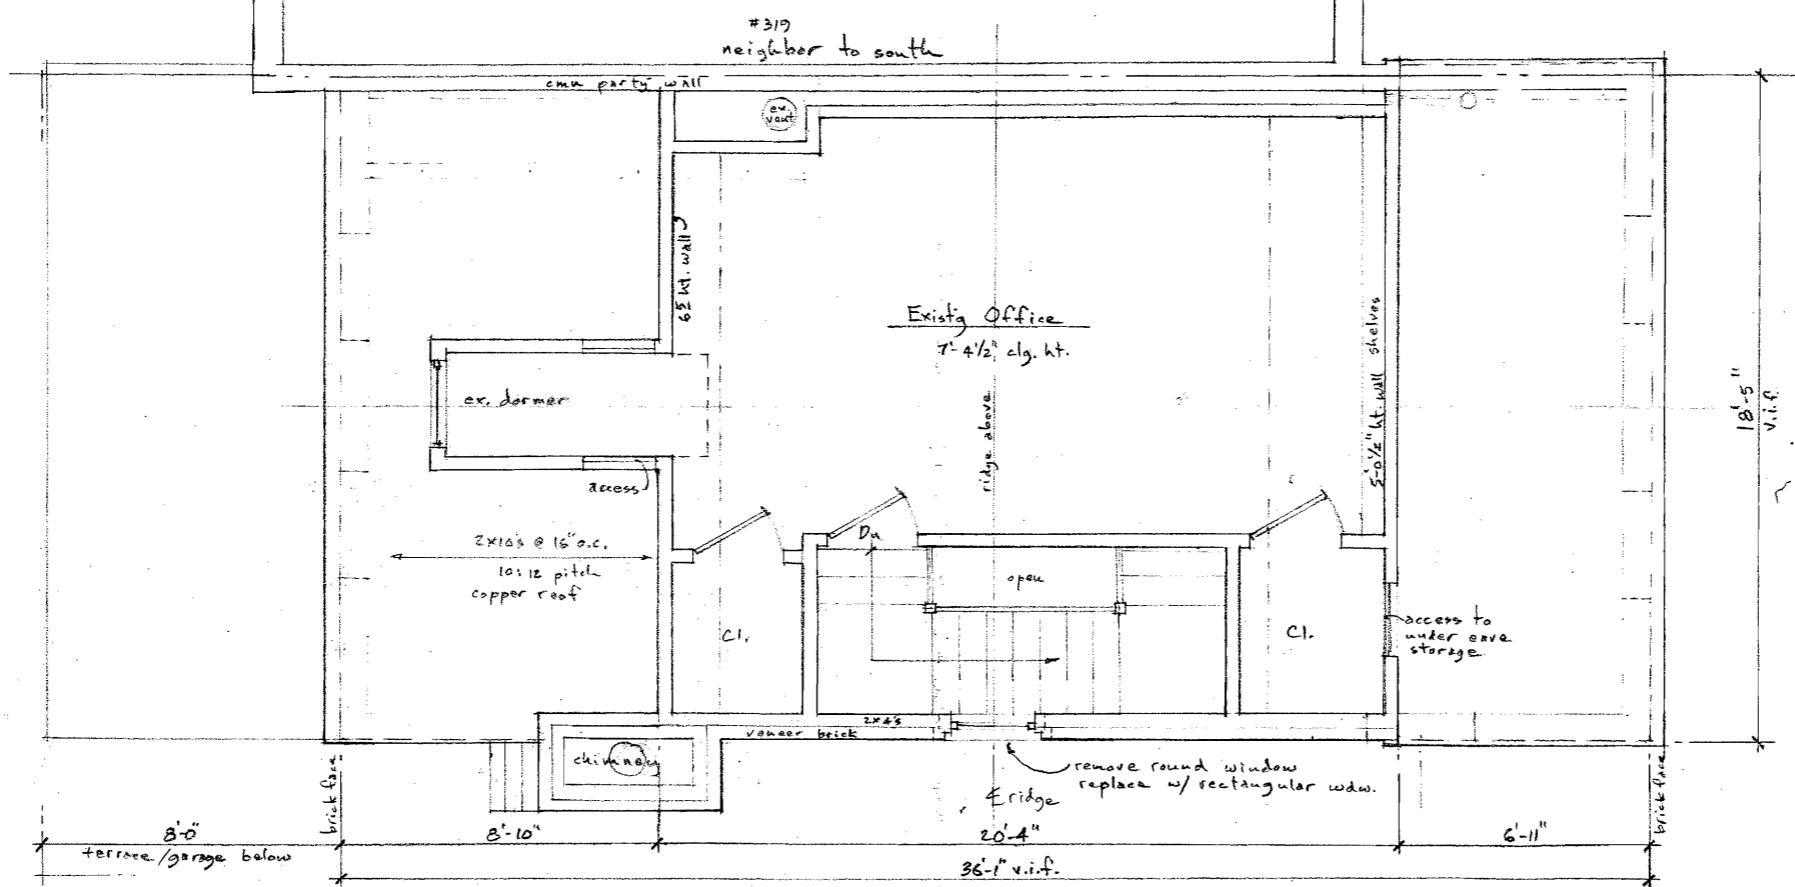 #319
neighbor to south
cmu party wall
ex.
vent
6'5 ht. wall
Exist'g Office
7'-4 1/2" clg. ht.
ex. dormer
ridge above
5'-0 1/2" ht. wall shelves
18'-5"
v.i.f.
access
2x10's @ 16" o.c.
10:12 pitch
copper roof
Dn
open
Cl.
Cl.
access to
under eave
storage
2x4's
veneer brick
chimney
remove round window
replace w/ rectangular wdw.
℄ ridge
brick face
brick face
8'-0"
8'-10"
20'-4"
6'-11"
terrace/garage below
36'-1" v.i.f.